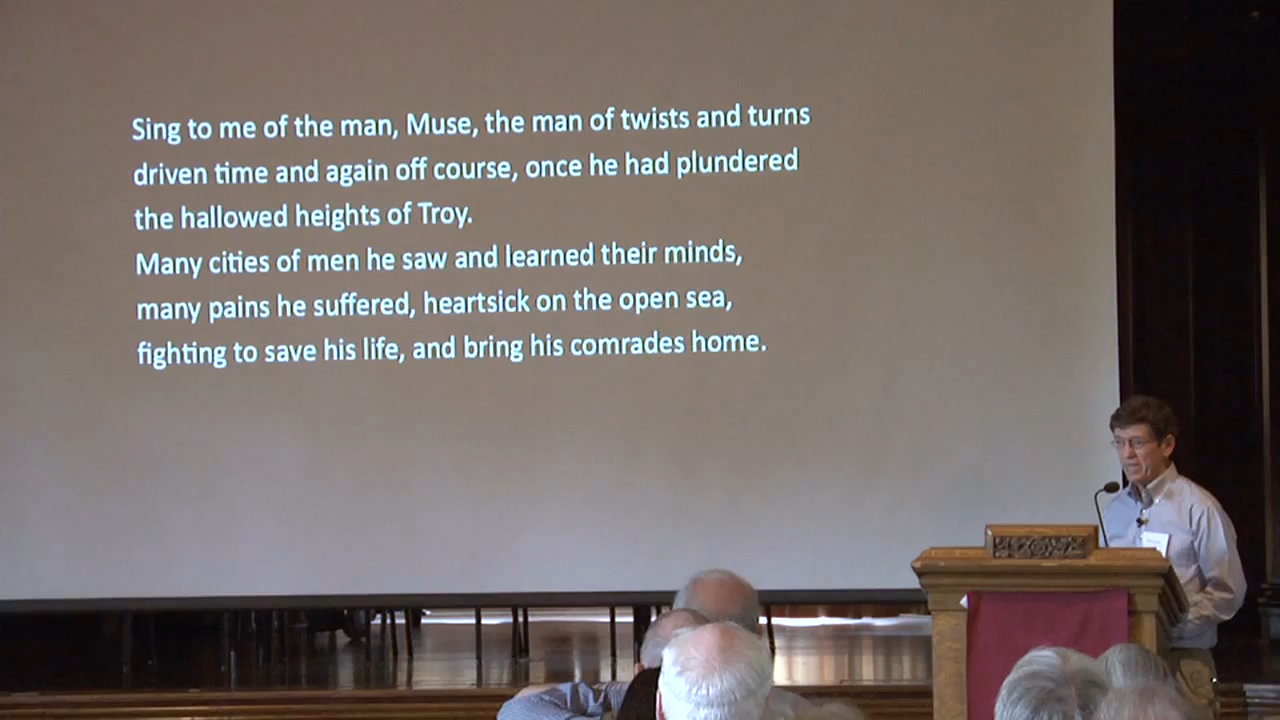 Sing to me of the man, Muse, the man of twists and turns
driven time and again off course, once he had plundered
the hallowed heights of Troy.
Many cities of men he saw and learned their minds,
many pains he suffered, heartsick on the open sea,
fighting to save his life, and bring his comrades home.